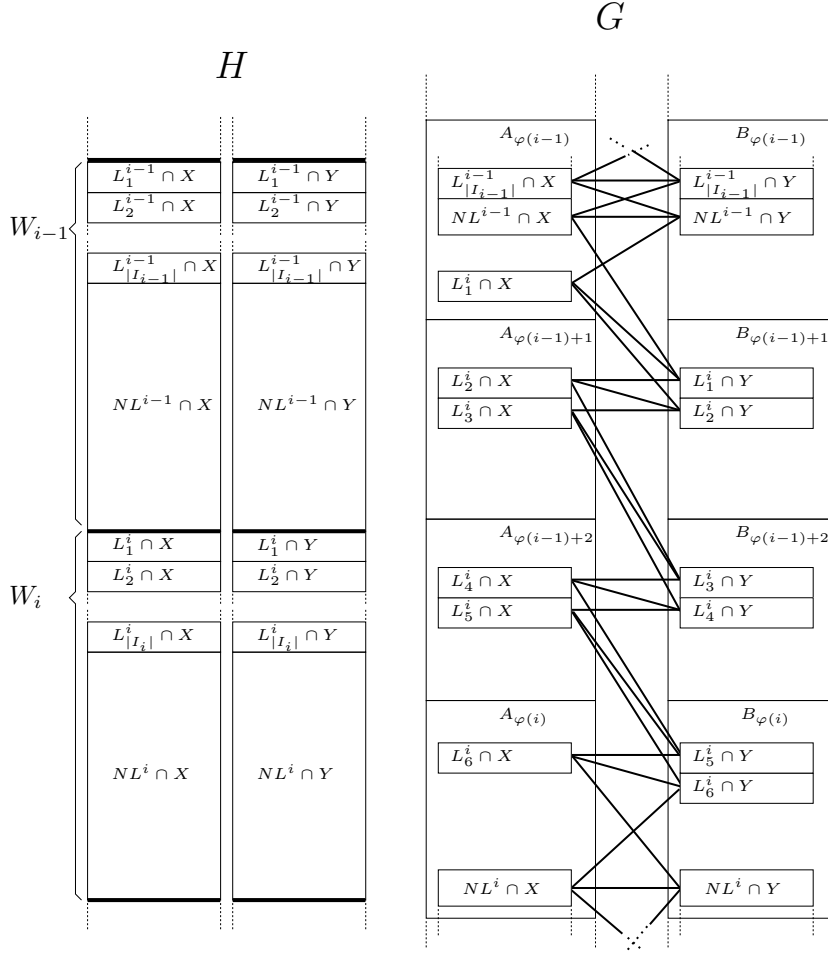 H
L_1^{i-1} ∩ X
L_1^{i-1} ∩ Y
L_2^{i-1} ∩ X
L_2^{i-1} ∩ Y
W_{i-1}
L_{|I_{i-1}|}^{i-1} ∩ X
L_{|I_{i-1}|}^{i-1} ∩ Y
NL^{i-1} ∩ X
NL^{i-1} ∩ Y
L_1^i ∩ X
L_1^i ∩ Y
L_2^i ∩ X
L_2^i ∩ Y
W_i
L_{|I_i|}^i ∩ X
L_{|I_i|}^i ∩ Y
NL^i ∩ X
NL^i ∩ Y
G
A_{φ(i-1)}
B_{φ(i-1)}
L_{|I_{i-1}|}^{i-1} ∩ X
L_{|I_{i-1}|}^{i-1} ∩ Y
NL^{i-1} ∩ X
NL^{i-1} ∩ Y
L_1^i ∩ X
A_{φ(i-1)+1}
B_{φ(i-1)+1}
L_2^i ∩ X
L_1^i ∩ Y
L_3^i ∩ X
L_2^i ∩ Y
A_{φ(i-1)+2}
B_{φ(i-1)+2}
L_4^i ∩ X
L_3^i ∩ Y
L_5^i ∩ X
L_4^i ∩ Y
A_{φ(i)}
B_{φ(i)}
L_6^i ∩ X
L_5^i ∩ Y
L_6^i ∩ Y
NL^i ∩ X
NL^i ∩ Y